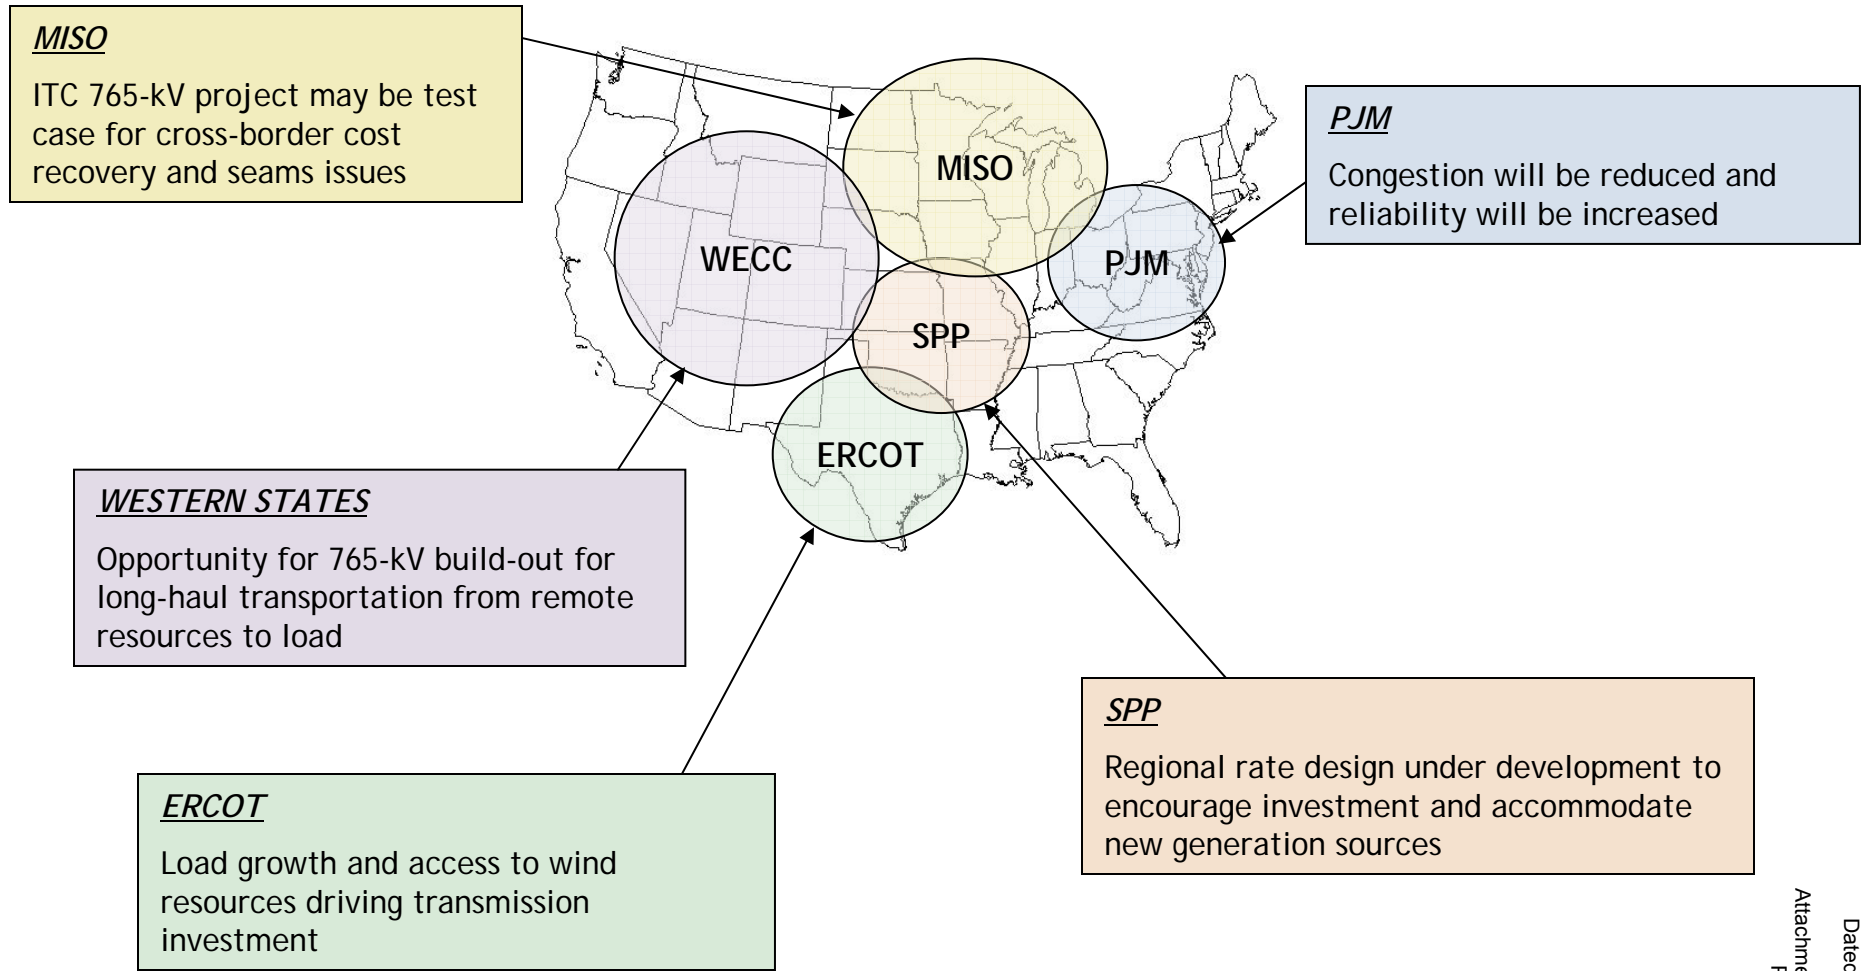 MISO
ITC 765-kV project may be test
case for cross-border cost
recovery and seams issues
PJM
Congestion will be reduced and
reliability will be increased
MISO
WECC
PJM
SPP
ERCOT
WESTERN STATES
Opportunity for 765-kV build-out for
long-haul transportation from remote
resources to load
SPP
Regional rate design under development to
encourage investment and accommodate
new generation sources
ERCOT
Load growth and access to wind
resources driving transmission
investment